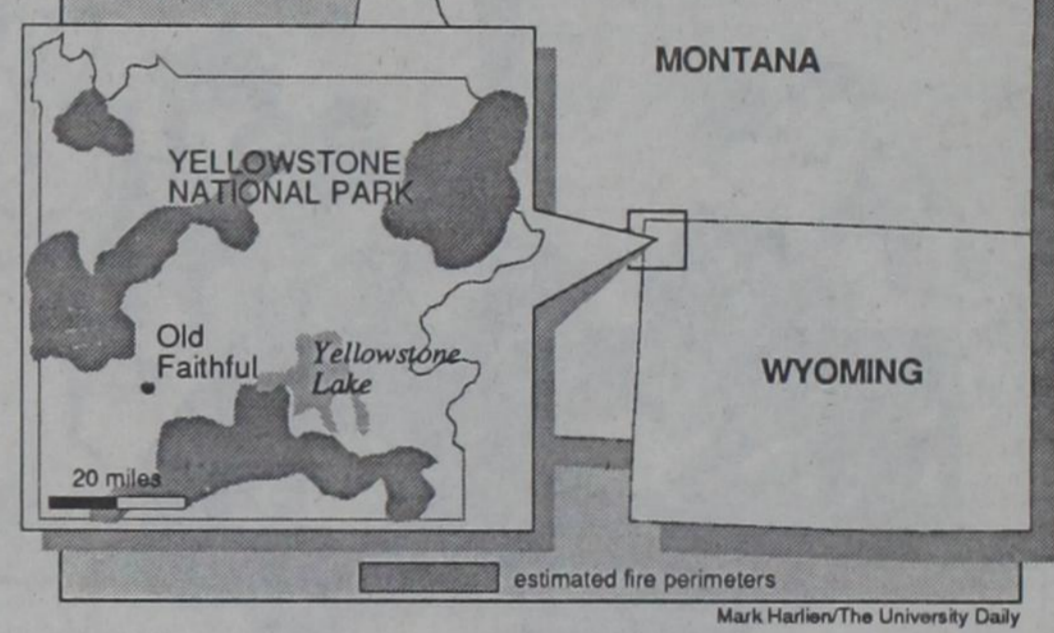 MONTANA
YELLOWSTONE
NATIONAL PARK
Old
Faithful
Yellowstone
Lake
WYOMING
20 miles
estimated fire perimeters
Mark Harlien/The University Daily